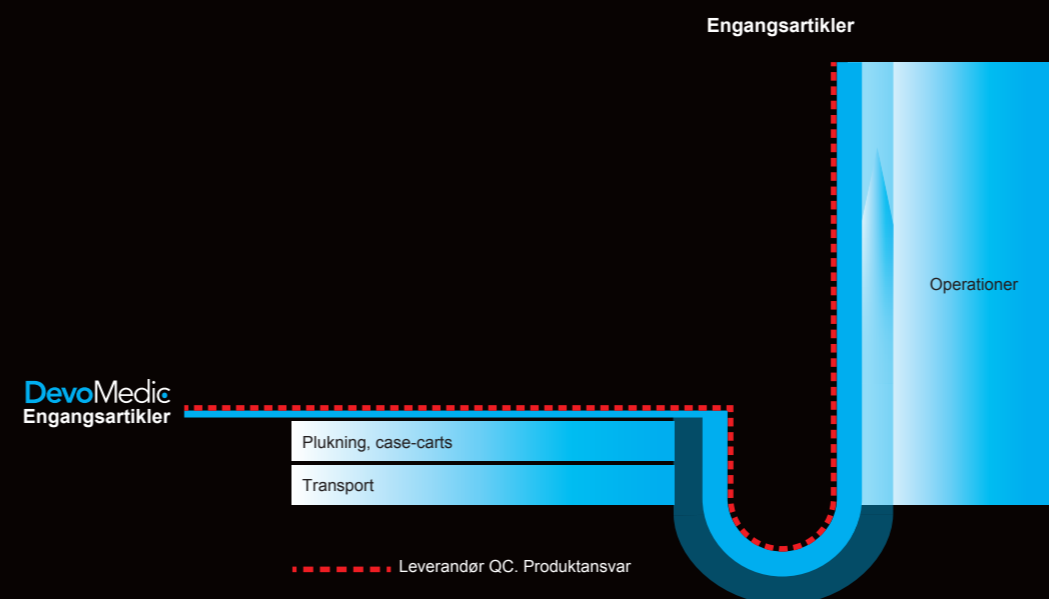 Engangsartikler
Operationer
DevoMedic
Engangsartikler
Plukning, case-carts
Transport
Leverandør QC. Produktansvar